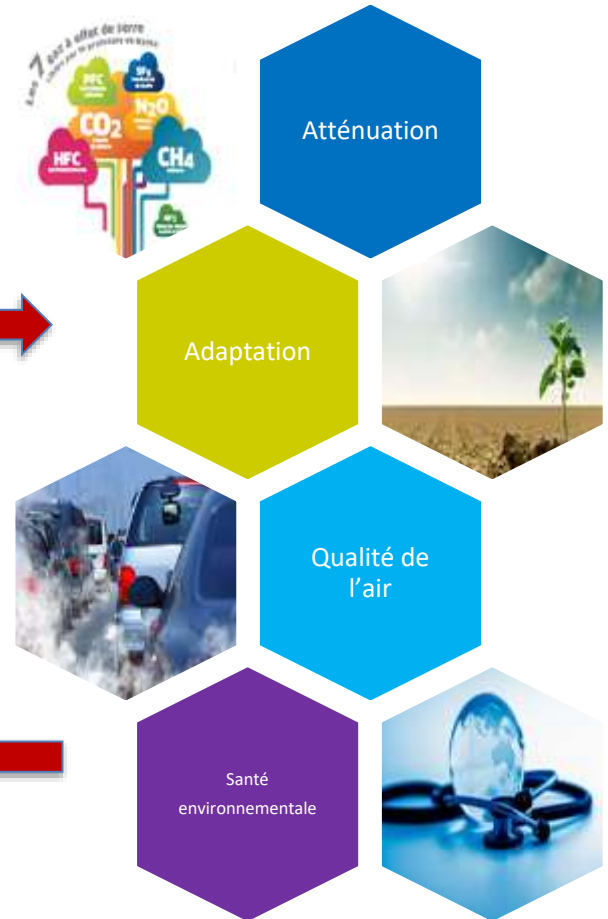 Les 7 gaz à effet de serre
PFC
SF6
CO2
N2O
HFC
CH4
NF3
Atténuation
Adaptation
Qualité de
l'air
Santé
environnementale